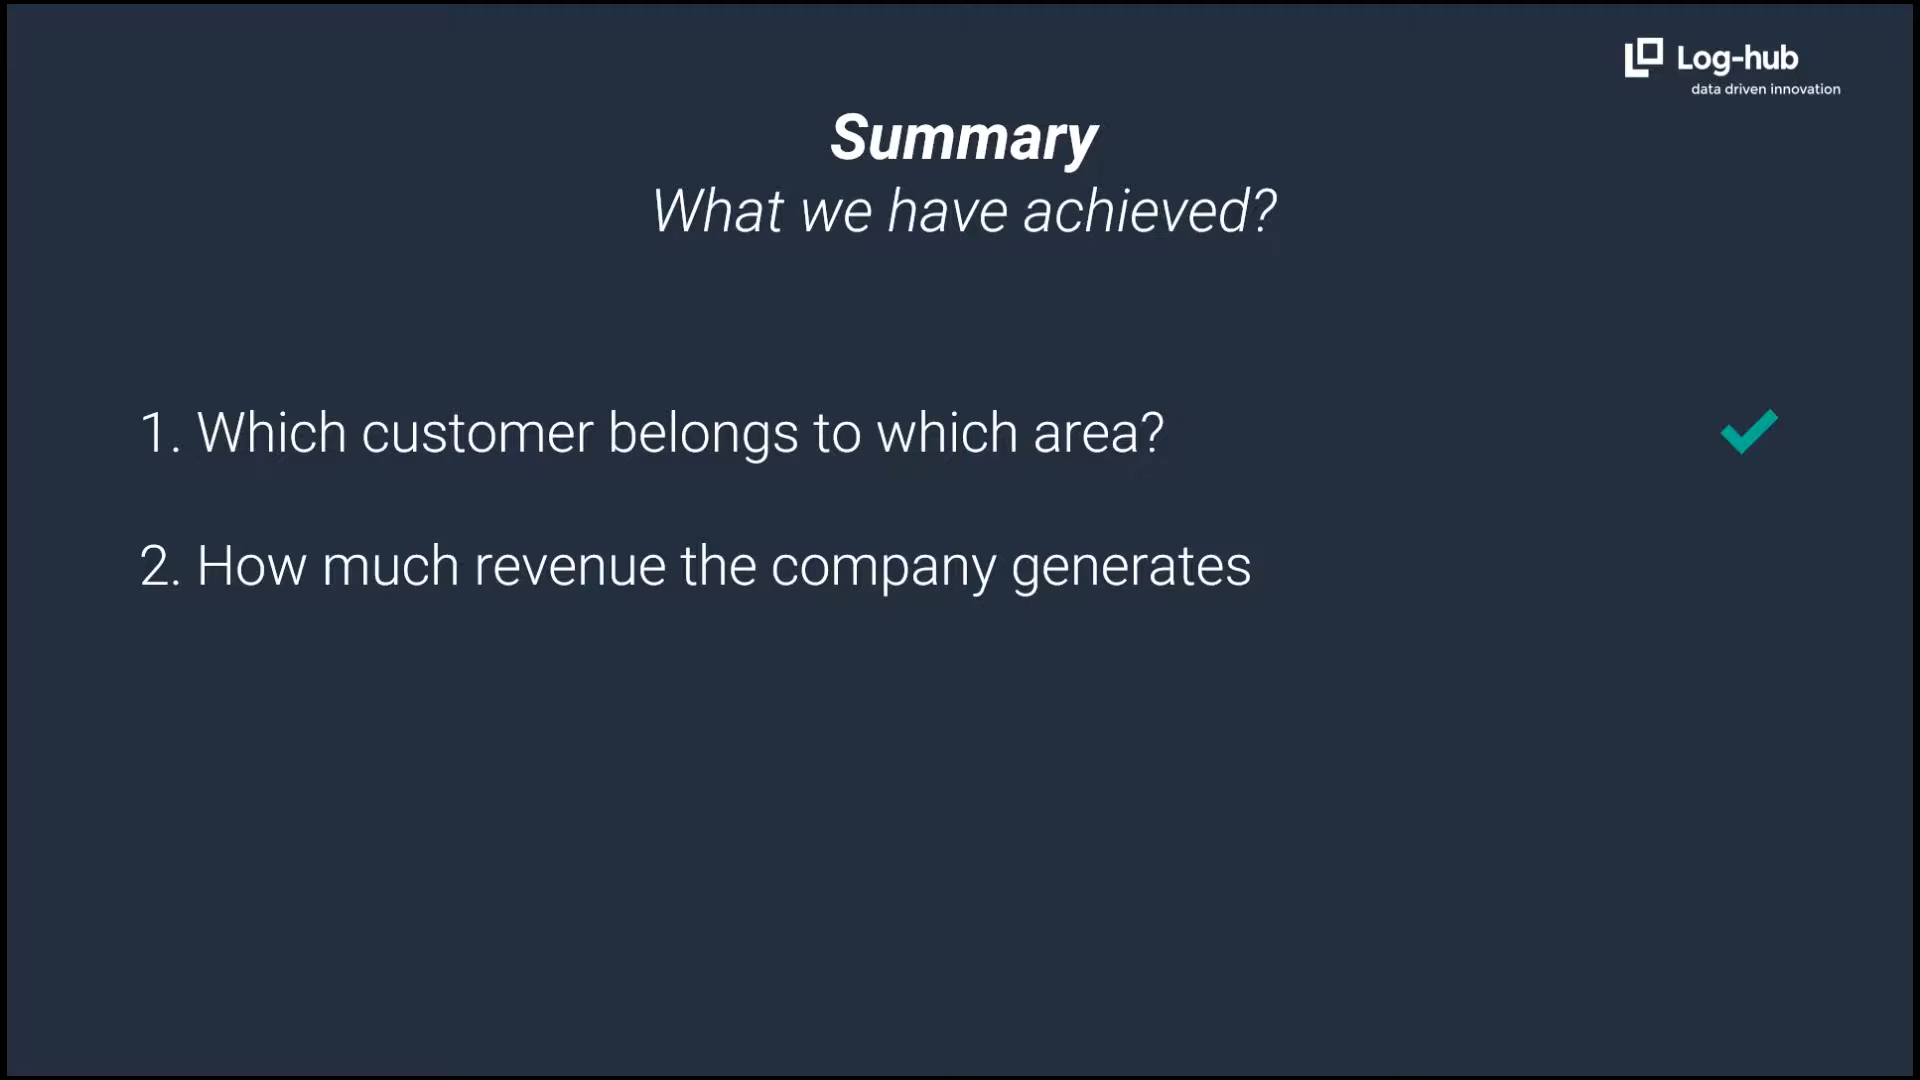 Log-hub
data driven innovation
Summary
What we have achieved?
1. Which customer belongs to which area?
2. How much revenue the company generates